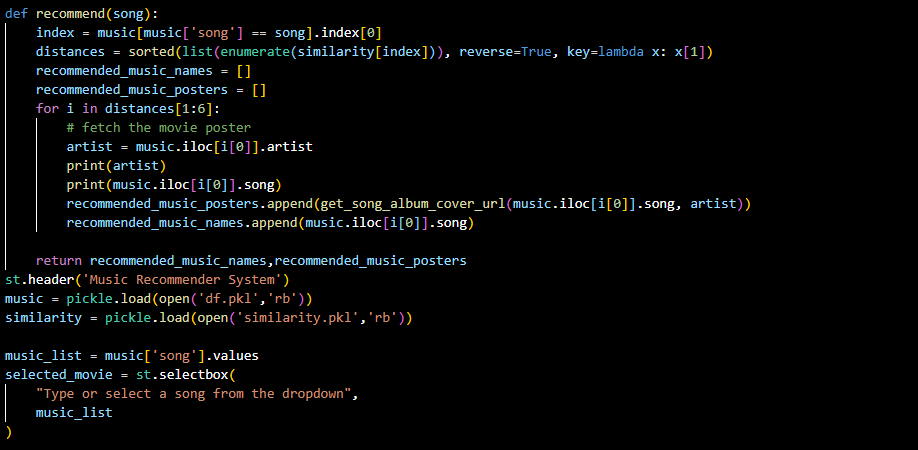 def recommend(song):
    index = music[music['song'] == song].index[0]
    distances = sorted(list(enumerate(similarity[index])), reverse=True, key=lambda x: x[1])
    recommended_music_names = []
    recommended_music_posters = []
    for i in distances[1:6]:
        # fetch the movie poster
        artist = music.iloc[i[0]].artist
        print(artist)
        print(music.iloc[i[0]].song)
        recommended_music_posters.append(get_song_album_cover_url(music.iloc[i[0]].song, artist))
        recommended_music_names.append(music.iloc[i[0]].song)

    return recommended_music_names,recommended_music_posters
st.header('Music Recommender System')
music = pickle.load(open('df.pkl','rb'))
similarity = pickle.load(open('similarity.pkl','rb'))

music_list = music['song'].values
selected_movie = st.selectbox(
    "Type or select a song from the dropdown",
    music_list
)